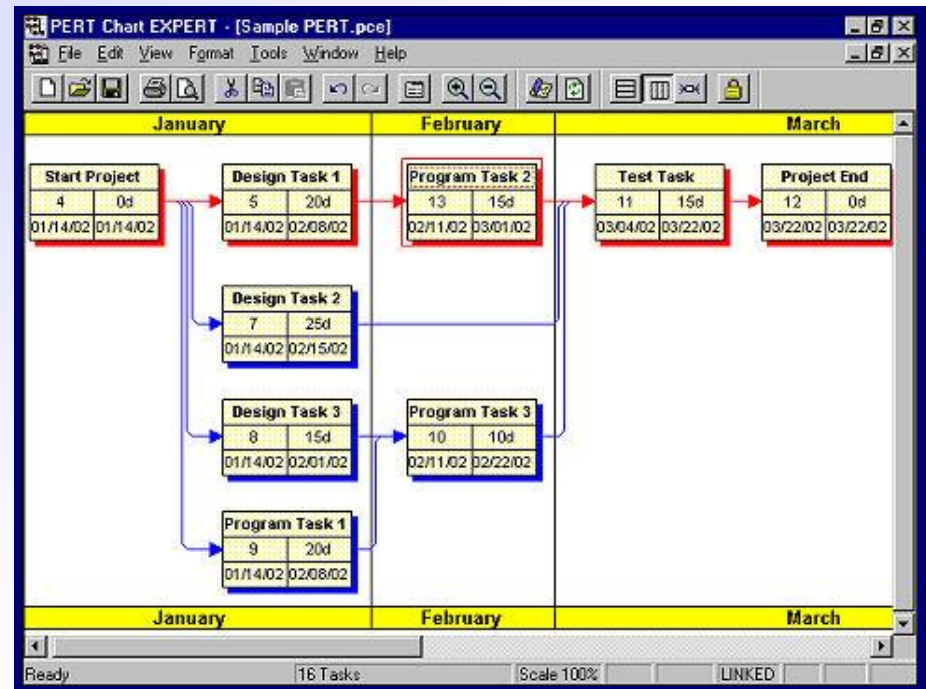 PERT Chart EXPERT - [Sample PERT.pce]
File Edit View Format Tools Window Help
January February March
Start Project
4 0d
01/14/02 01/14/02
Design Task 1
5 20d
01/14/02 02/08/02
Program Task 2
13 15d
02/11/02 03/01/02
Test Task
11 15d
03/04/02 03/22/02
Project End
12 0d
03/22/02 03/22/02
Design Task 2
7 25d
01/14/02 02/15/02
Design Task 3
8 15d
01/14/02 02/01/02
Program Task 3
10 10d
02/11/02 02/22/02
Program Task 1
9 20d
01/14/02 02/08/02
January February March
Ready 16 Tasks Scale 100% LINKED